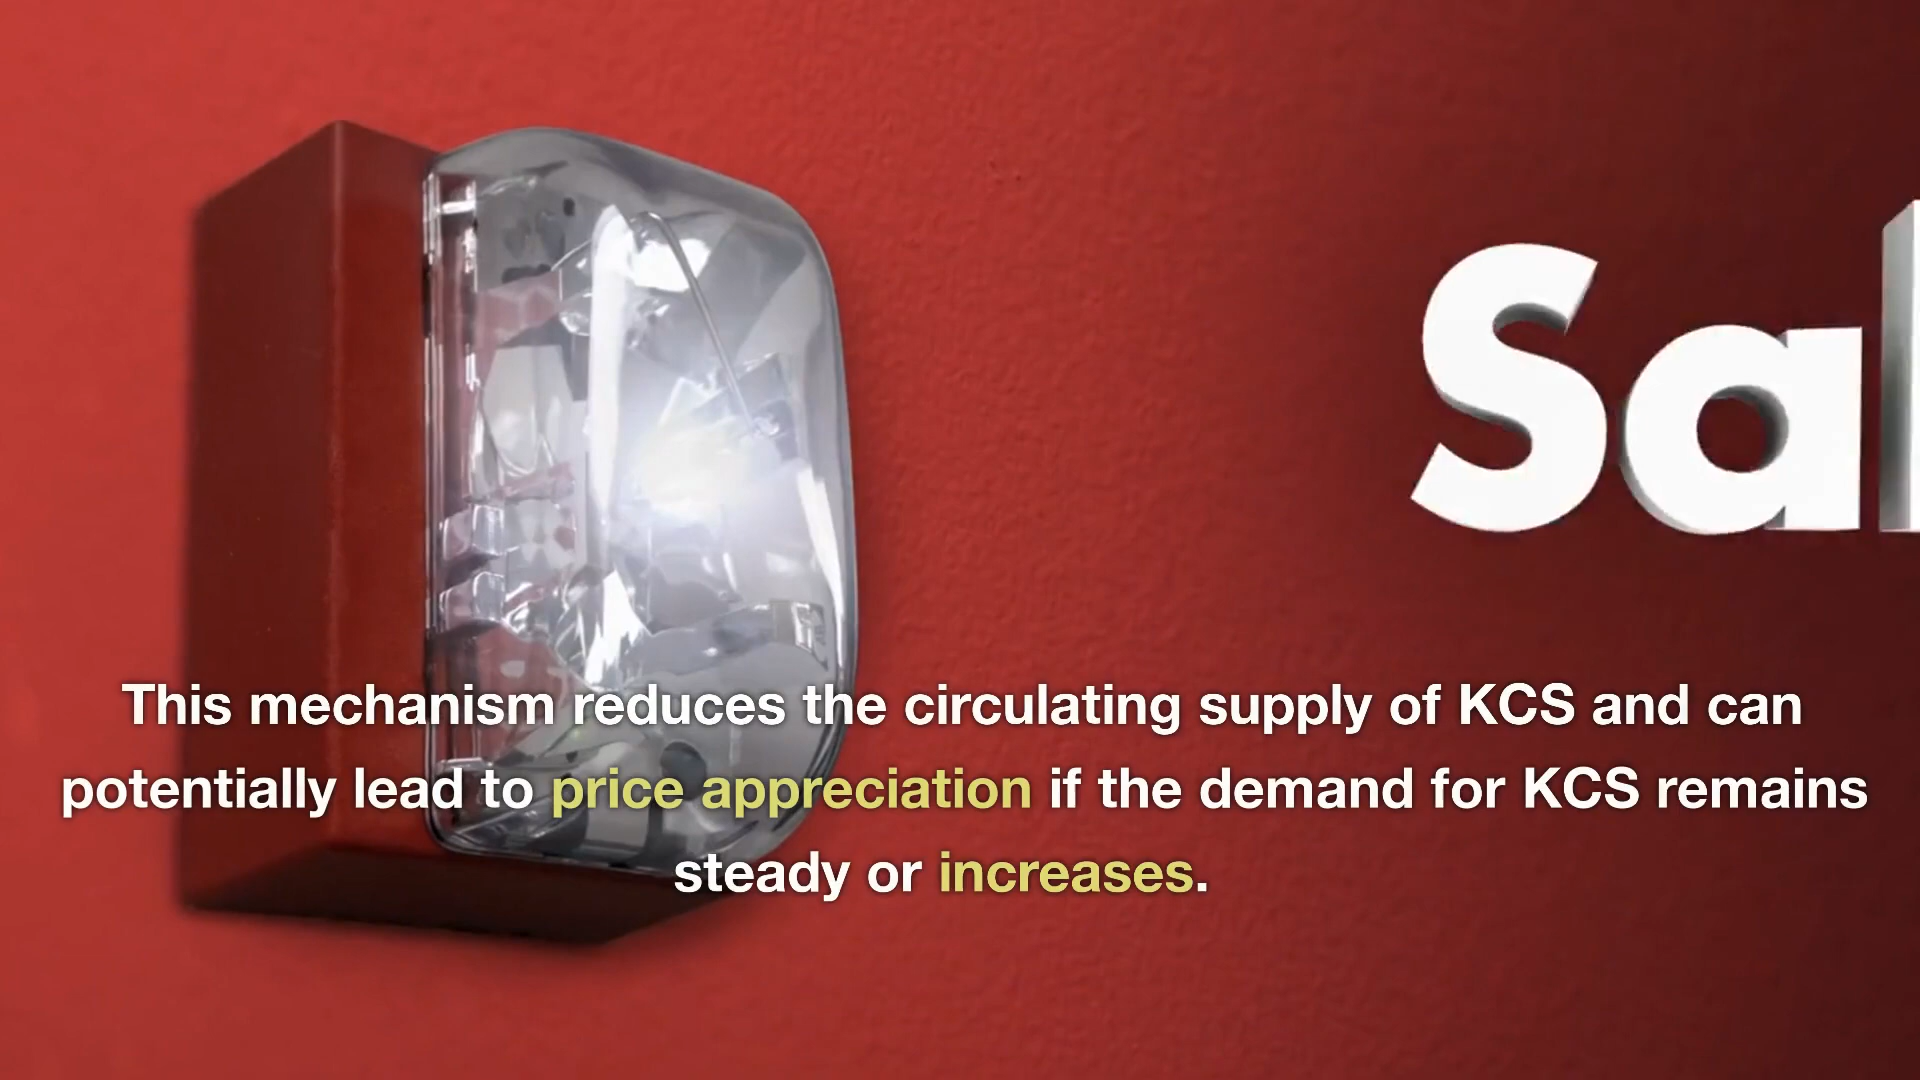 Sal
This mechanism reduces the circulating supply of KCS and can
potentially lead to price appreciation if the demand for KCS remains
steady or increases.